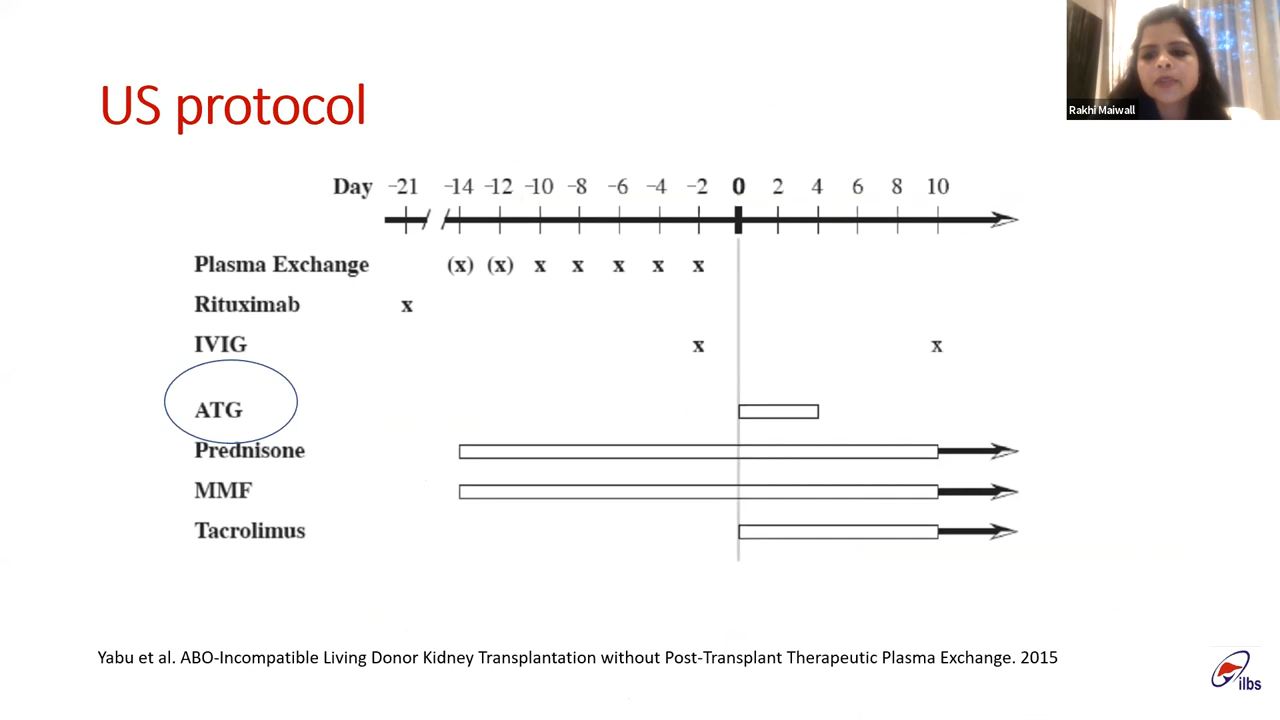 Rakhi Maiwall
US protocol
Day -21 -14 -12 -10 -8 -6 -4 -2 0 2 4 6 8 10
Plasma Exchange (x) (x) x x x x x
Rituximab x
IVIG x x
ATG
Prednisone
MMF
Tacrolimus
Yabu et al. ABO-Incompatible Living Donor Kidney Transplantation without Post-Transplant Therapeutic Plasma Exchange. 2015
ilbs